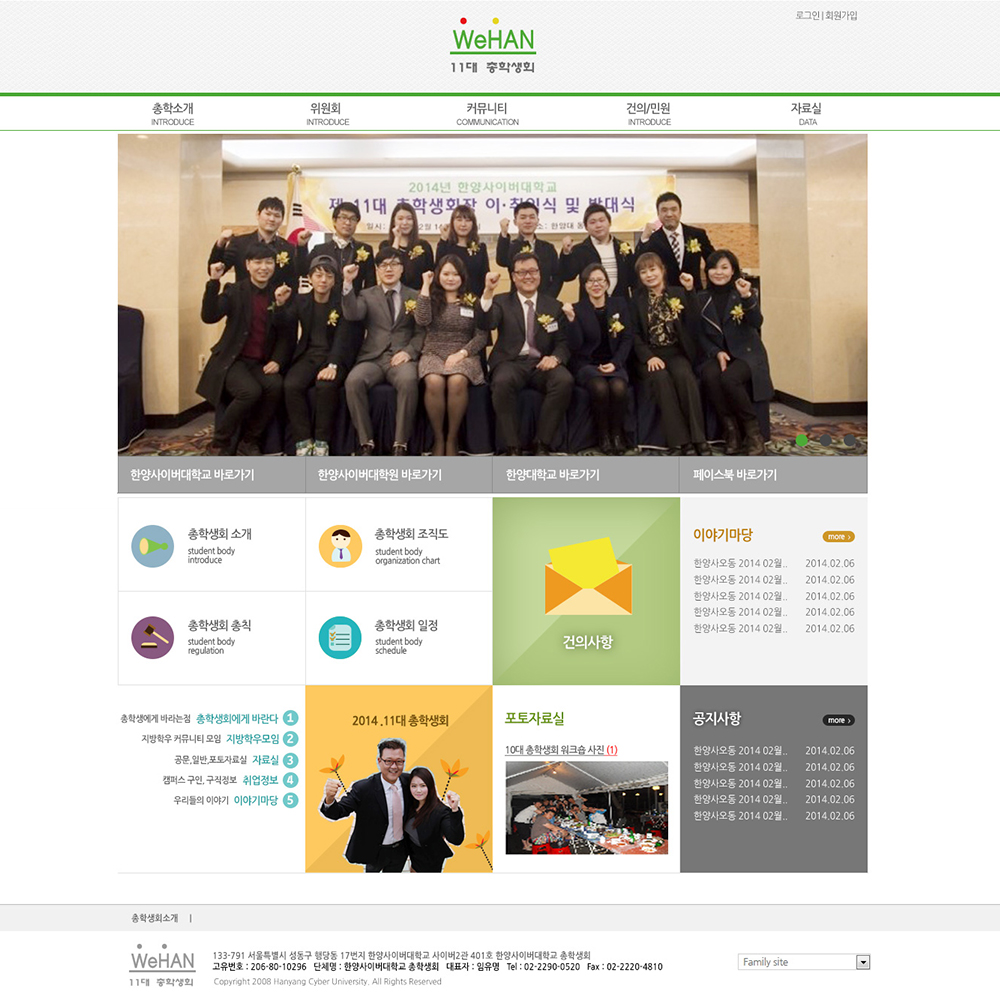 로그인 | 회원가입
WeHAN
11대 총학생회
총학소개 위원회 커뮤니티 건의/민원 자료실
INTRODUCE INTRODUCE COMMUNICATION INTRODUCE DATA
2014년 한양사이버대학교
제 11대 총학생회장 이·취임식 및 발대식
한양사이버대학교 바로가기 한양사이버대학원 바로가기 한양대학교 바로가기 페이스북 바로가기
총학생회 소개
student body
introduce
총학생회 조직도
student body
organization chart
총학생회 총칙
student body
regulation
총학생회 일정
student body
schedule
건의사항
이야기마당 more >
한양사오동 2014 02월.. 2014.02.06
한양사오동 2014 02월.. 2014.02.06
한양사오동 2014 02월.. 2014.02.06
한양사오동 2014 02월.. 2014.02.06
한양사오동 2014 02월.. 2014.02.06
총학생에게 바라는점 총학생회에게 바란다 1
지방학우 커뮤니티 모임 지방학우모임 2
공문,일반,포토자료실 자료실 3
캠퍼스 구인, 구직정보 취업정보 4
우리들의 이야기 이야기마당 5
2014 .11대 총학생회
포토자료실
10대 총학생회 워크숍 사진 (1)
공지사항 more >
한양사오동 2014 02월.. 2014.02.06
한양사오동 2014 02월.. 2014.02.06
한양사오동 2014 02월.. 2014.02.06
한양사오동 2014 02월.. 2014.02.06
한양사오동 2014 02월.. 2014.02.06
총학생회소개 |
WeHAN
11대 총학생회
133-791 서울특별시 성동구 행당동 17번지 한양사이버대학교 사이버2관 401호 한양사이버대학교 총학생회
고유번호 : 206-80-10296 단체명 : 한양사이버대학교 총학생회 대표자 : 임유명 Tel : 02-2290-0520 Fax : 02-2220-4810
Copyright 2008 Hanyang Cyber University. All Rights Reserved
Family site